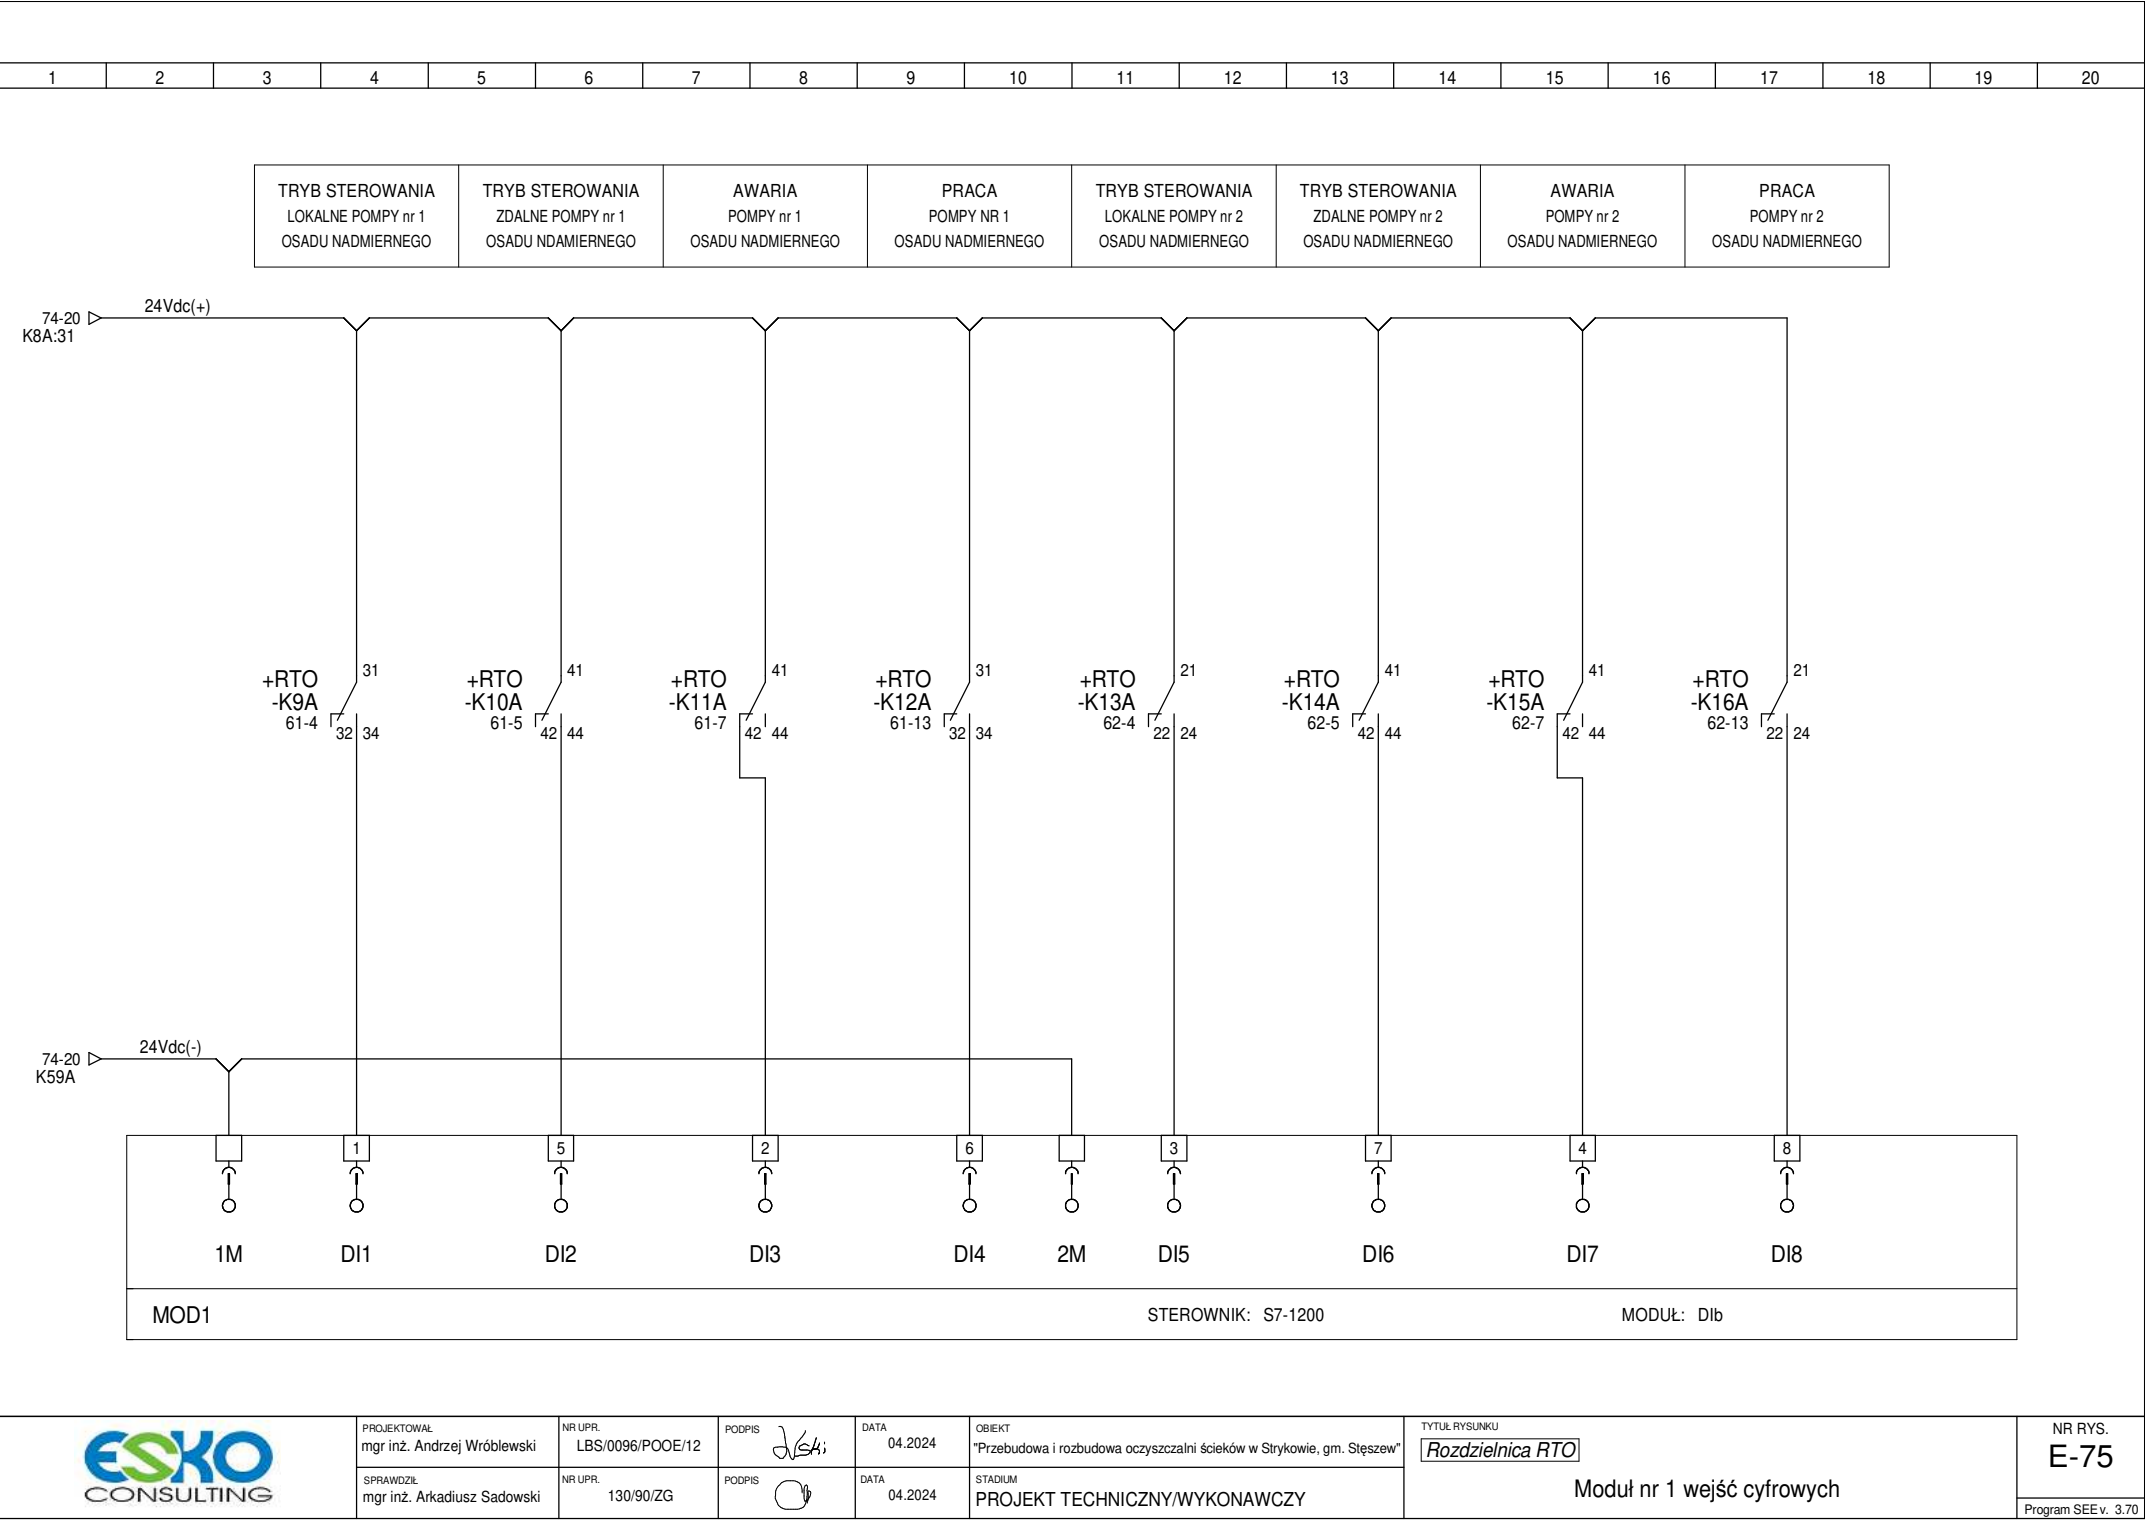 1 2 3 4 5 6 7 8 9 10 11 12 13 14 15 16 17 18 19 20
TRYB STEROWANIA
LOKALNE POMPY nr 1
OSADU NADMIERNEGO
TRYB STEROWANIA
ZDALNE POMPY nr 1
OSADU NDAMIERNEGO
AWARIA
POMPY nr 1
OSADU NADMIERNEGO
PRACA
POMPY NR 1
OSADU NADMIERNEGO
TRYB STEROWANIA
LOKALNE POMPY nr 2
OSADU NADMIERNEGO
TRYB STEROWANIA
ZDALNE POMPY nr 2
OSADU NADMIERNEGO
AWARIA
POMPY nr 2
OSADU NADMIERNEGO
PRACA
POMPY nr 2
OSADU NADMIERNEGO
24Vdc(+)
74-20
K8A:31
+RTO
-K9A
61-4
31
32 34
+RTO
-K10A
61-5
41
42 44
+RTO
-K11A
61-7
41
42 44
+RTO
-K12A
61-13
31
32 34
+RTO
-K13A
62-4
21
22 24
+RTO
-K14A
62-5
41
42 44
+RTO
-K15A
62-7
41
42 44
+RTO
-K16A
62-13
21
22 24
24Vdc(-)
74-20
K59A
1 5 2 6 3 7 4 8
1M DI1 DI2 DI3 DI4 2M DI5 DI6 DI7 DI8
MOD1 STEROWNIK: S7-1200 MODUŁ: DIb
ESKO
CONSULTING
PROJEKTOWAŁ
mgr inż. Andrzej Wróblewski
NR UPR.
LBS/0096/POOE/12
PODPIS
DATA
04.2024
OBIEKT
"Przebudowa i rozbudowa oczyszczalni ścieków w Strykowie, gm. Stęszew"
SPRAWDZIŁ
mgr inż. Arkadiusz Sadowski
NR UPR.
130/90/ZG
PODPIS
DATA
04.2024
STADIUM
PROJEKT TECHNICZNY/WYKONAWCZY
TYTUŁ RYSUNKU
Rozdzielnica RTO
Moduł nr 1 wejść cyfrowych
NR RYS.
E-75
Program SEE v. 3.70